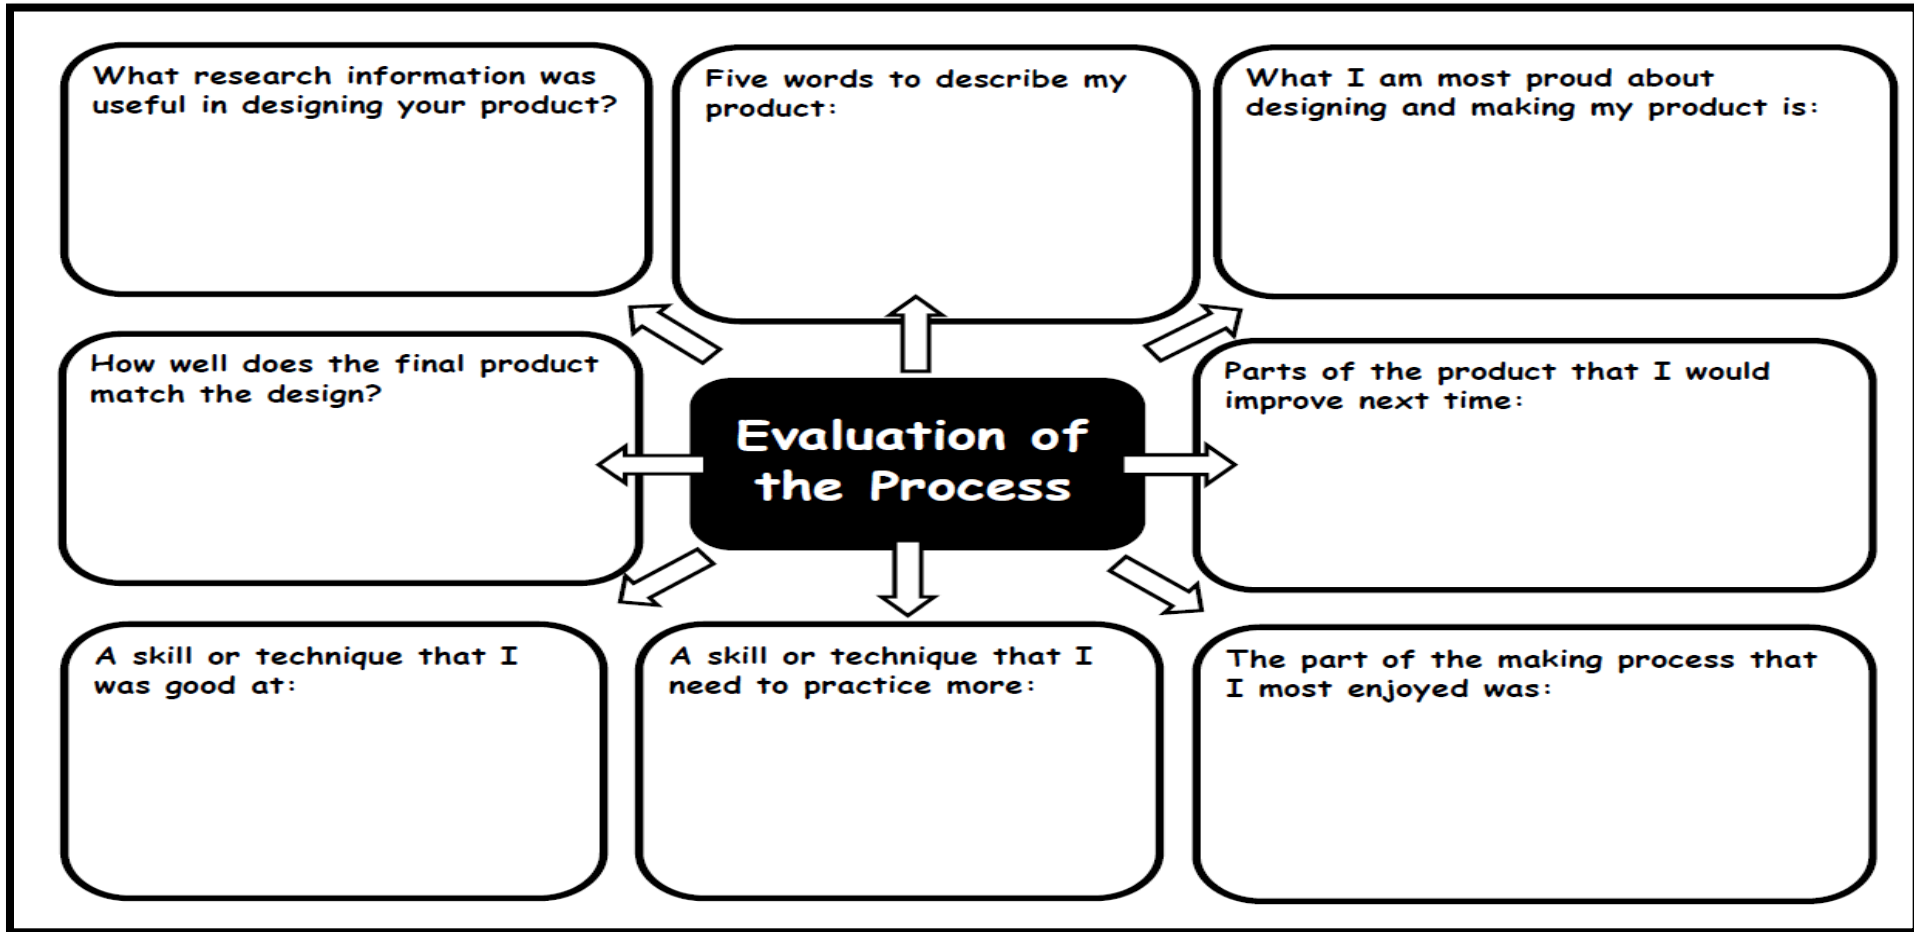 What research information was
useful in designing your product?
Five words to describe my
product:
What I am most proud about
designing and making my product is:
How well does the final product
match the design?
Evaluation of
the Process
Parts of the product that I would
improve next time:
A skill or technique that I
was good at:
A skill or technique that I
need to practice more:
The part of the making process that
I most enjoyed was: